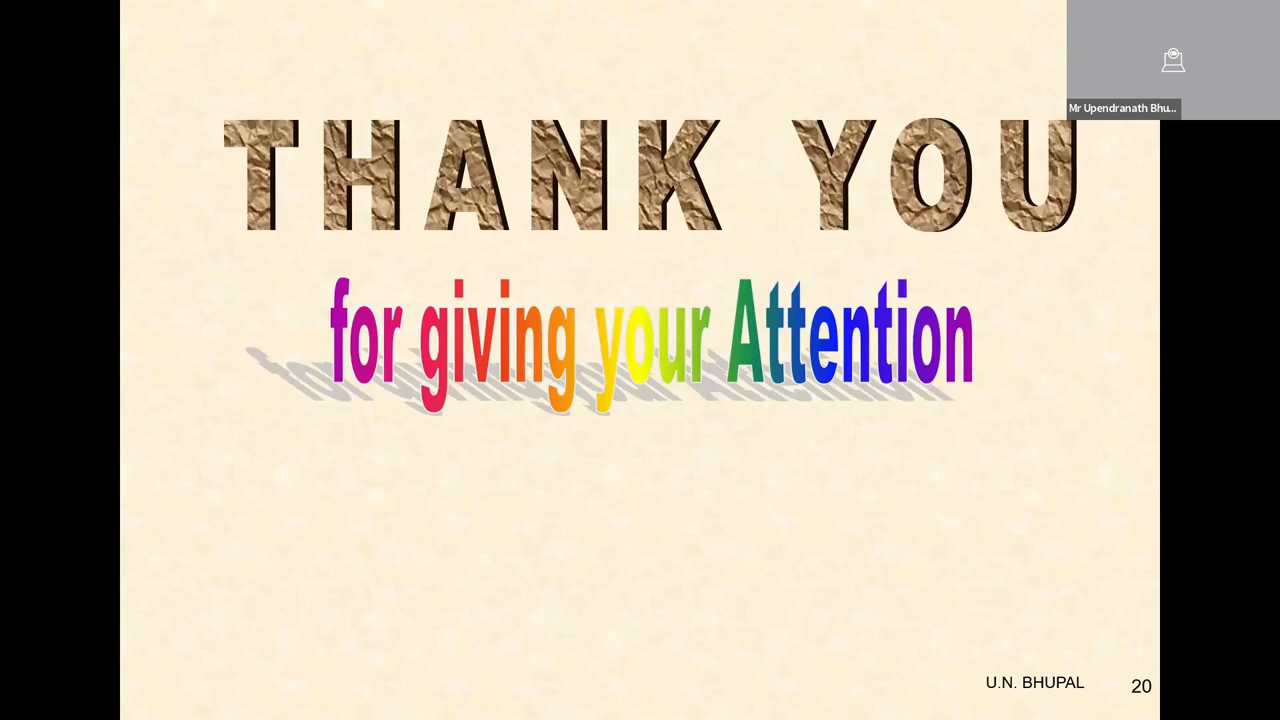 Mr Upendranath Bhu...
THANK YOU
for giving your Attention
U.N. BHUPAL
20